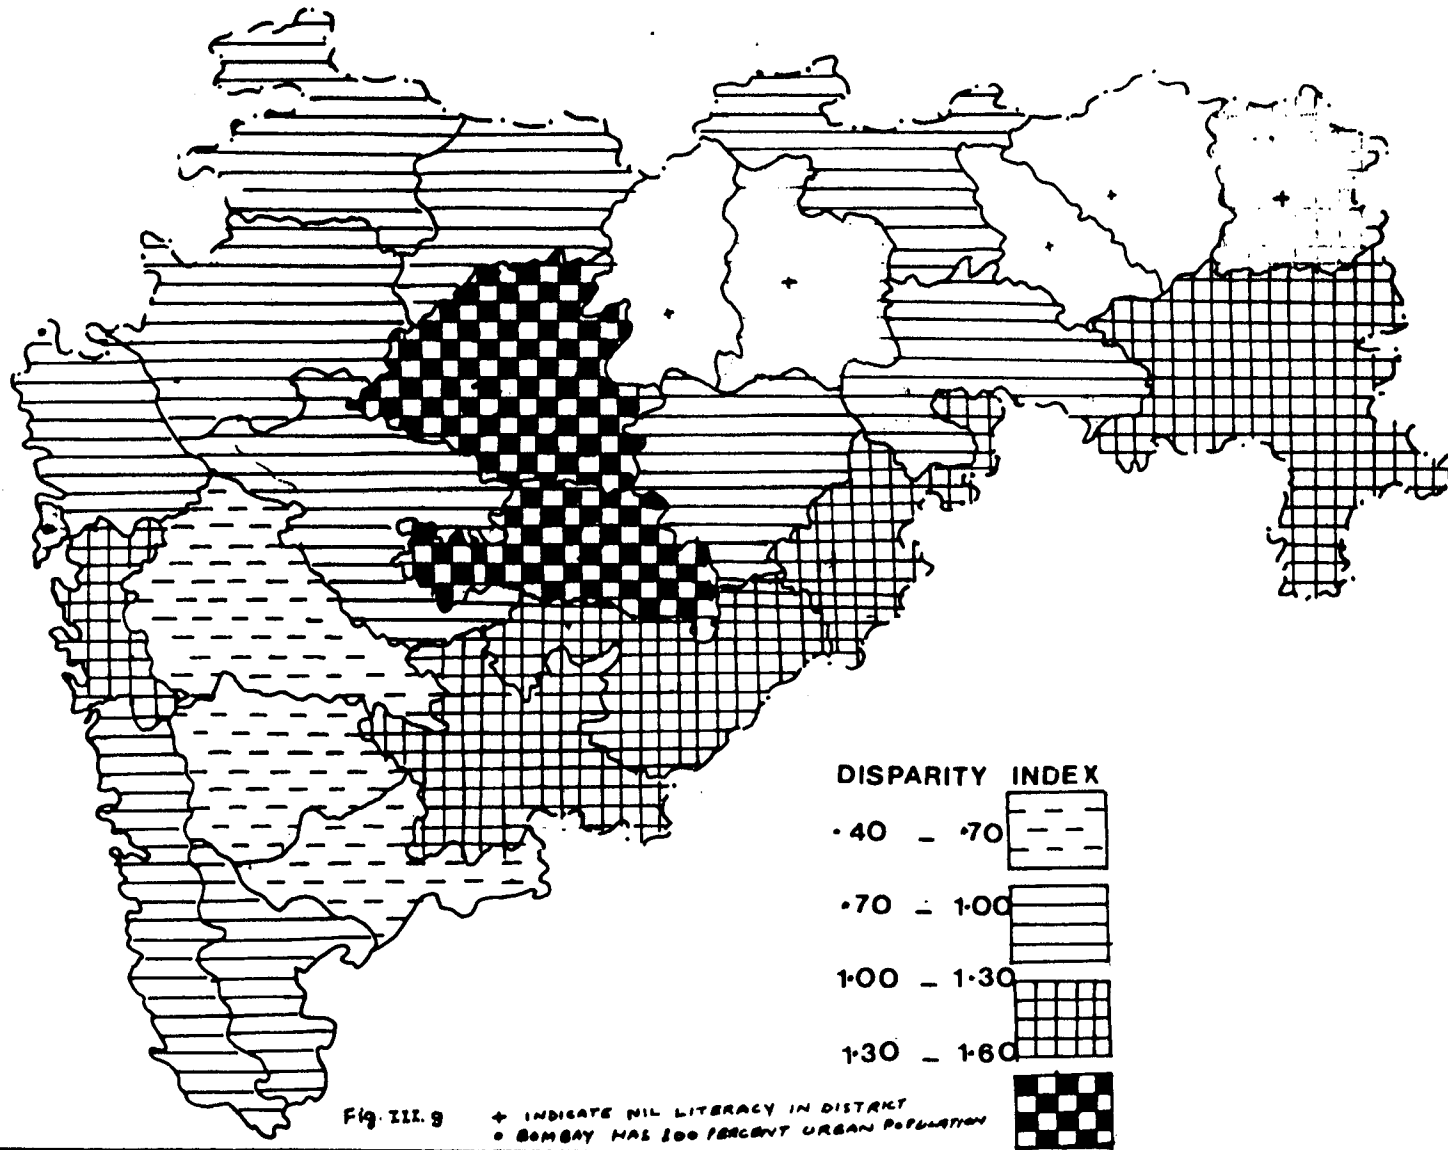 DISPARITY INDEX
·40 – ·70
·70 – 1·00
1·00 – 1·30
1·30 – 1·60
Fig. III. g
+ INDICATE NIL LITERACY IN DISTRICT
• BOMBAY HAS 100 PERCENT URBAN POPULATION